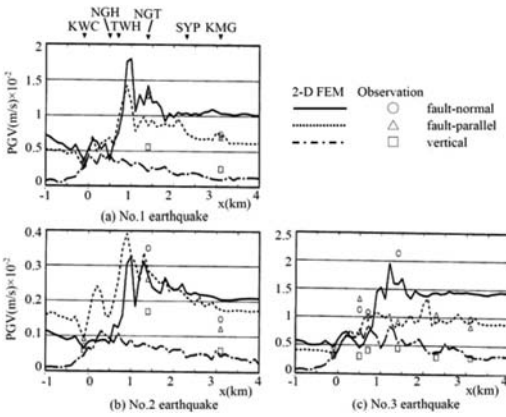 NGH NGT
KWC TWH SYP KMG
PGV(m/s)×10⁻²
2
1.5
1
0.5
0
-1 0 1 2 3 4
x(km)
(a) No.1 earthquake
2-D FEM Observation
fault-normal
fault-parallel
vertical
PGV(m/s)×10⁻²
0.4
0.3
0.2
0.1
0
-1 0 1 2 3 4
x(km)
(b) No.2 earthquake
2.5
2
1.5
1
0.5
0
-1 0 1 2 3 4
x(km)
(c) No.3 earthquake